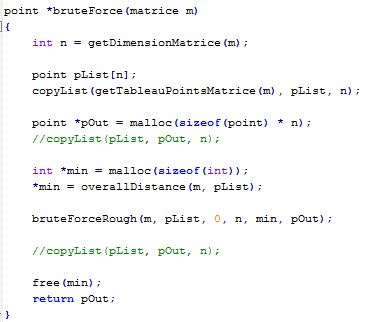 point *bruteForce(matrice m)
{
    int n = getDimensionMatrice(m);
    point pList[n];
    copyList(getTableauPointsMatrice(m), pList, n);
    point *pOut = malloc(sizeof(point) * n);
    //copyList(pList, pOut, n);
    int *min = malloc(sizeof(int));
    *min = overallDistance(m, pList);
    bruteForceRough(m, pList, 0, n, min, pOut);
    //copyList(pList, pOut, n);
    free(min);
    return pOut;
}